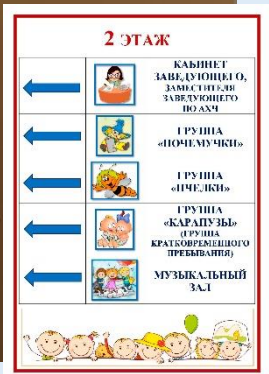 2 ЭТАЖ
КАБИНЕТ
ЗАВЕДУЮЩЕГО,
ЗАМЕСТИТЕЛЯ
ЗАВЕДУЮЩЕГО
ПО АХЧ
ГРУППА
«ПОЧЕМУЧКИ»
ГРУППА
«ПЧЕЛКИ»
ГРУППА
«КАРАПУЗЫ»
(ГРУППА
КРАТКОВРЕМЕННОГО
ПРЕБЫВАНИЯ)
МУЗЫКАЛЬНЫЙ
ЗАЛ